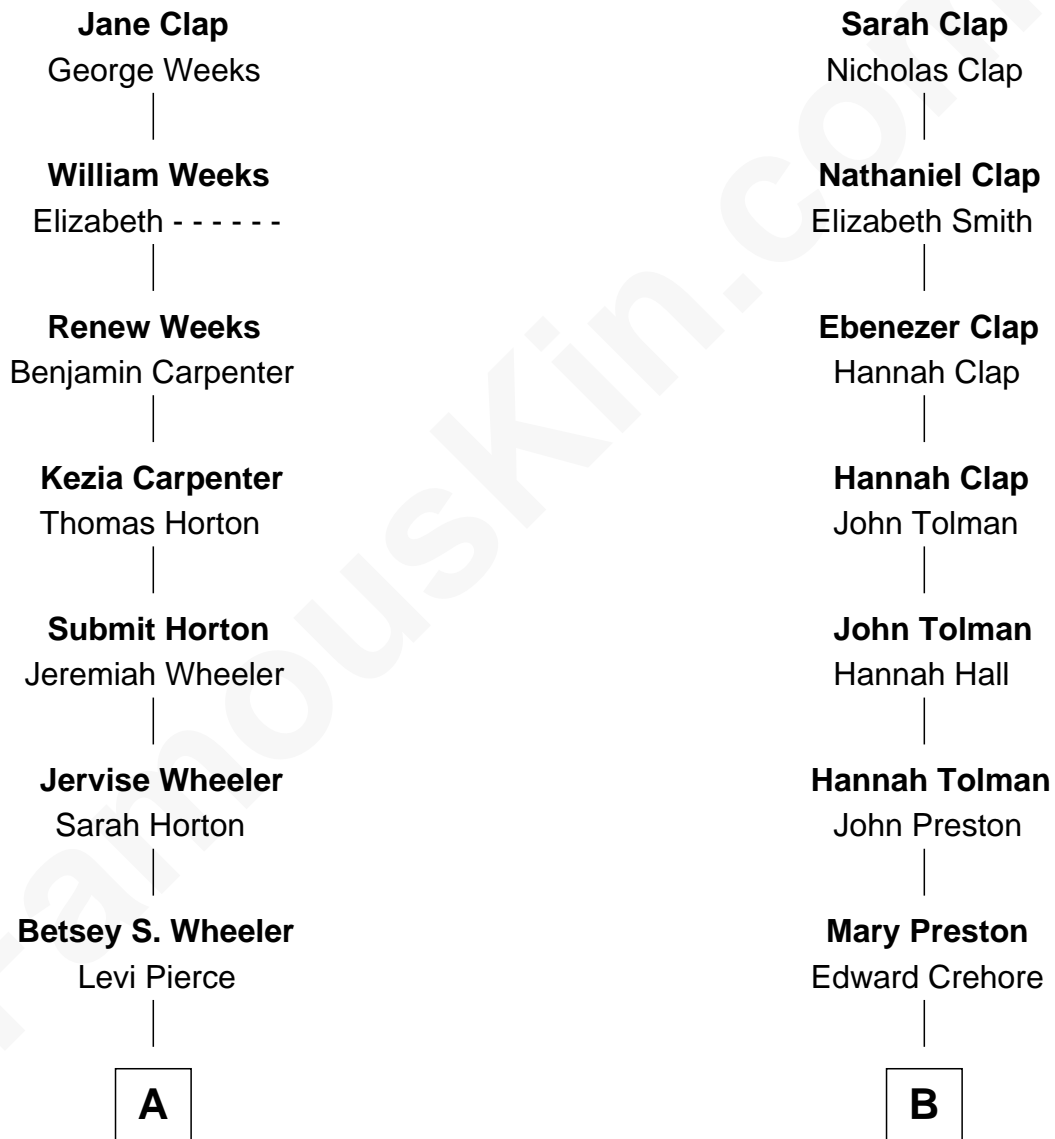 Jane Clap
George Weeks
William Weeks
Elizabeth - - - - - -
Renew Weeks
Benjamin Carpenter
Kezia Carpenter
Thomas Horton
Submit Horton
Jeremiah Wheeler
Jervise Wheeler
Sarah Horton
Betsey S. Wheeler
Levi Pierce
A
Sarah Clap
Nicholas Clap
Nathaniel Clap
Elizabeth Smith
Ebenezer Clap
Hannah Clap
Hannah Clap
John Tolman
John Tolman
Hannah Hall
Hannah Tolman
John Preston
Mary Preston
Edward Crehore
B
FamousKin.com